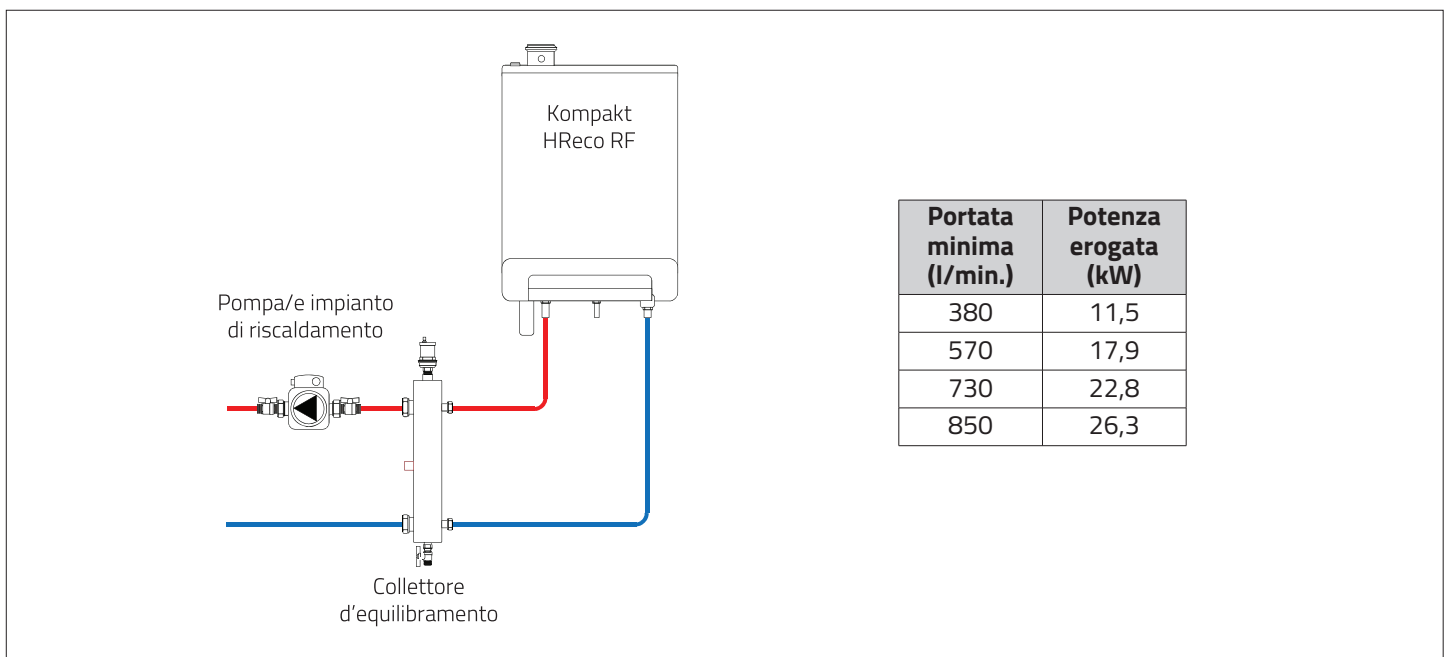 Kompakt
HReco RF
Pompa/e impianto
di riscaldamento
Collettore
d'equilibramento
Portata minima (l/min.) Potenza erogata (kW)
380 11,5
570 17,9
730 22,8
850 26,3